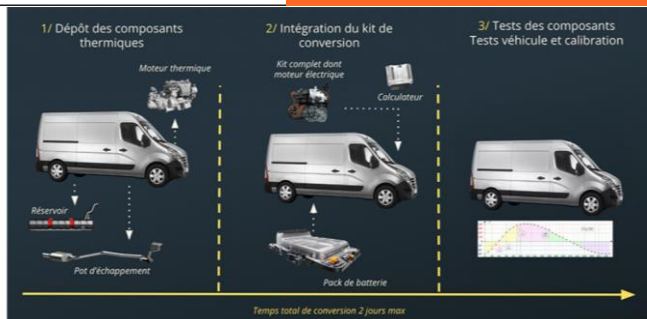 1/ Dépôt des composants
thermiques
Moteur thermique
Réservoir
Pot d'échappement
2/ Intégration du kit de
conversion
Kit complet dont
moteur électrique
Calculateur
Pack de batterie
3/ Tests des composants
Tests véhicule et calibration
Temps total de conversion 2 jours max